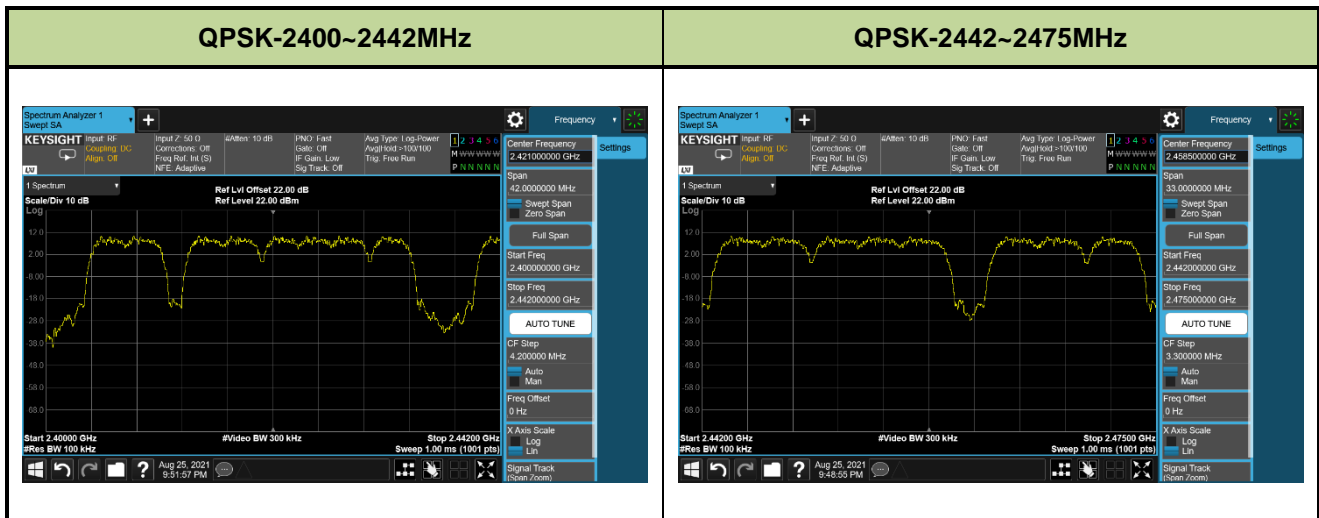 QPSK-2400~2442MHz
Spectrum Analyzer 1
Swept SA
Frequency
KEYSIGHT
Input: RF
Coupling: DC
Align: Off
Input Z: 50 Ω
Corrections: Off
Freq Ref: Int (S)
NFE: Adaptive
#Atten: 10 dB
PNO: Fast
Gate: Off
IF Gain: Low
Sig Track: Off
Avg Type: Log-Power
Avg|Hold:>100/100
Trig: Free Run
1 2 3 4 5 6
M W W W W W
P N N N N N
Center Frequency
2.421000000 GHz
Settings
1 Spectrum
Scale/Div 10 dB
Log
Ref Lvl Offset 22.00 dB
Ref Level 22.00 dBm
12.0
2.00
-8.00
-18.0
-28.0
-38.0
-48.0
-58.0
-68.0
Span
42.0000000 MHz
Swept Span
Zero Span
Full Span
Start Freq
2.400000000 GHz
Stop Freq
2.442000000 GHz
AUTO TUNE
CF Step
4.200000 MHz
Auto
Man
Freq Offset
0 Hz
X Axis Scale
Log
Lin
Signal Track
(Span Zoom)
Start 2.40000 GHz
#Res BW 100 kHz
#Video BW 300 kHz
Stop 2.44200 GHz
Sweep 1.00 ms (1001 pts)
Aug 25, 2021
9:51:57 PM
QPSK-2442~2475MHz
Spectrum Analyzer 1
Swept SA
Frequency
KEYSIGHT
Input: RF
Coupling: DC
Align: Off
Input Z: 50 Ω
Corrections: Off
Freq Ref: Int (S)
NFE: Adaptive
#Atten: 10 dB
PNO: Fast
Gate: Off
IF Gain: Low
Sig Track: Off
Avg Type: Log-Power
Avg|Hold:>100/100
Trig: Free Run
1 2 3 4 5 6
M W W W W W
P N N N N N
Center Frequency
2.458500000 GHz
Settings
1 Spectrum
Scale/Div 10 dB
Log
Ref Lvl Offset 22.00 dB
Ref Level 22.00 dBm
12.0
2.00
-8.00
-18.0
-28.0
-38.0
-48.0
-58.0
-68.0
Span
33.0000000 MHz
Swept Span
Zero Span
Full Span
Start Freq
2.442000000 GHz
Stop Freq
2.475000000 GHz
AUTO TUNE
CF Step
3.300000 MHz
Auto
Man
Freq Offset
0 Hz
X Axis Scale
Log
Lin
Signal Track
(Span Zoom)
Start 2.44200 GHz
#Res BW 100 kHz
#Video BW 300 kHz
Stop 2.47500 GHz
Sweep 1.00 ms (1001 pts)
Aug 25, 2021
9:48:55 PM